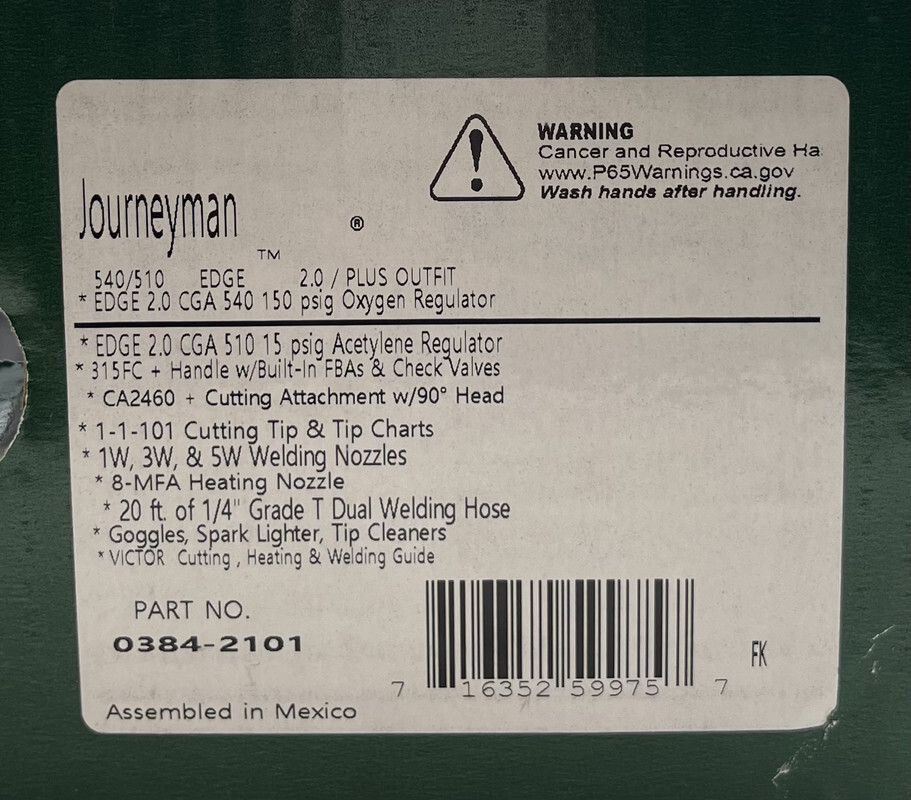 WARNING
Cancer and Reproductive Ha
www.P65Warnings.ca.gov
Wash hands after handling.
Journeyman ®
TM
540/510 EDGE 2.0 / PLUS OUTFIT
* EDGE 2.0 CGA 540 150 psig Oxygen Regulator
* EDGE 2.0 CGA 510 15 psig Acetylene Regulator
* 315FC + Handle w/Built-In FBAs & Check Valves
* CA2460 + Cutting Attachment w/90° Head
* 1-1-101 Cutting Tip & Tip Charts
* 1W, 3W, & 5W Welding Nozzles
* 8-MFA Heating Nozzle
* 20 ft. of 1/4" Grade T Dual Welding Hose
* Goggles, Spark Lighter, Tip Cleaners
* VICTOR Cutting , Heating & Welding Guide
PART NO.
0384-2101
7 16352 59975 7
FK
Assembled in Mexico